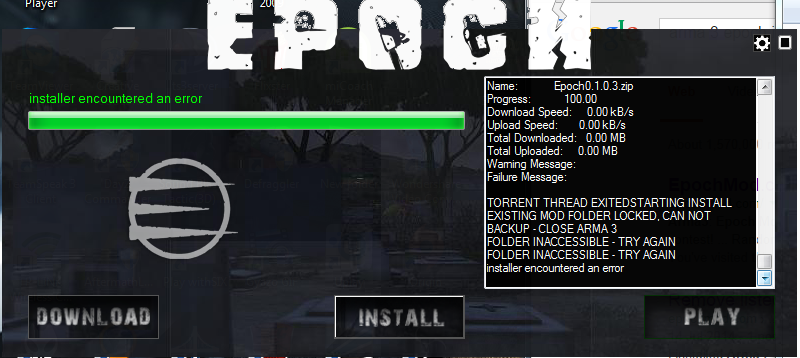 Player
200
EPOCH
Google
installer encountered an error
Name: Epoch0.1.0.3.zip
Progress: 100.00
Download Speed: 0.00 kB/s
Upload Speed: 0.00 kB/s
Total Downloaded: 0.00 MB
Total Uploaded: 0.00 MB
Warning Message:
Failure Message:
TORRENT THREAD EXITEDSTARTING INSTALL
EXISTING MOD FOLDER LOCKED, CAN NOT
BACKUP - CLOSE ARMA 3
FOLDER INACCESSIBLE - TRY AGAIN
FOLDER INACCESSIBLE - TRY AGAIN
installer encountered an error
DOWNLOAD
INSTALL
PLAY